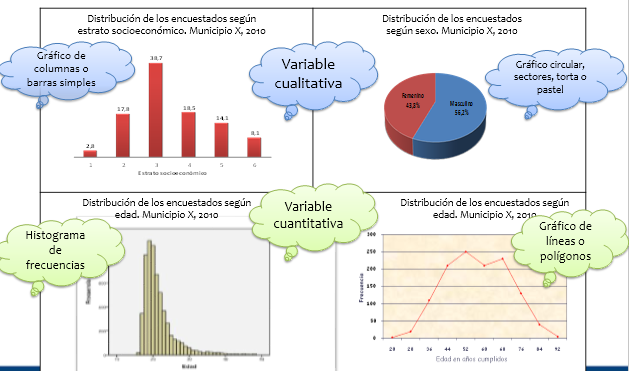 Distribución de los encuestados según
estrato socioeconómico. Municipio X, 2010
Gráfico de
columnas o
barras simples
2,8
17,8
38,7
18,5
14,1
8,1
1 2 3 4 5 6
Estrato socioeconómico
Variable
cualitativa
Distribución de los encuestados
según sexo. Municipio X, 2010
Femenino
43,8%
Masculino
56,2%
Gráfico circular,
sectores, torta o
pastel
Distribución de los encuestados según
edad. Municipio X, 2010
Histograma
de
frecuencias
Edad
Variable
cuantitativa
Distribución de los encuestados según
edad. Municipio X, 2010
Gráfico de
líneas o
polígonos
Frecuencia
300
250
200
150
100
50
0
20 28 36 44 52 60 68 76 84 92
Edad en años cumplidos